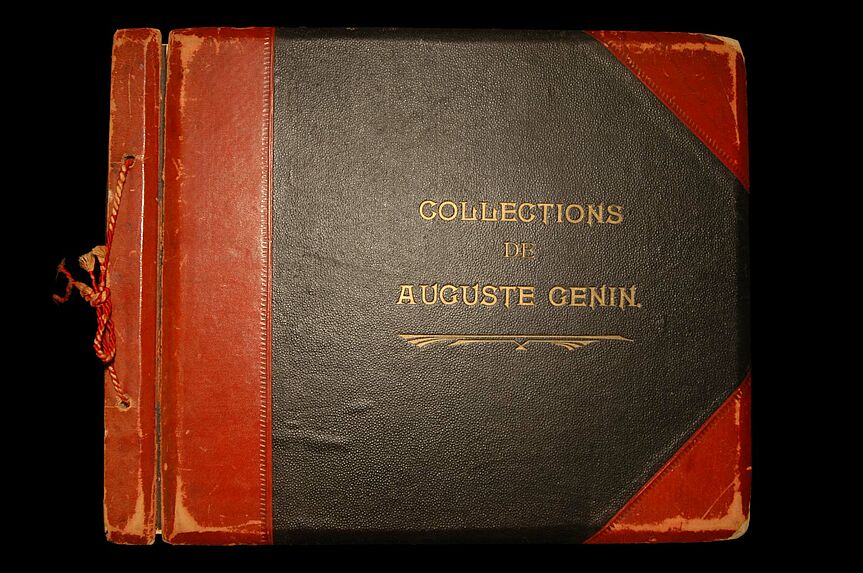 COLLECTIONS
DE
AUGUSTE GENIN.